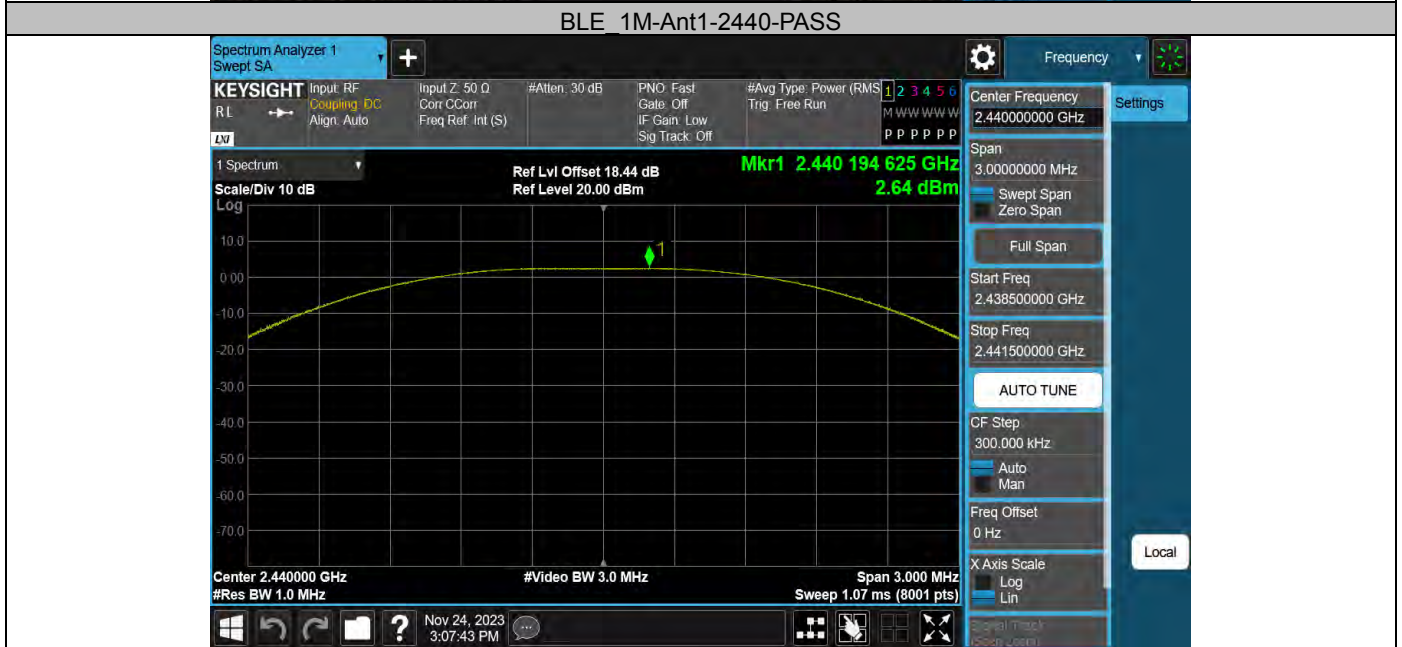 BLE_1M-Ant1-2440-PASS
Spectrum Analyzer 1
Swept SA
+
Frequency
KEYSIGHT
RL
LXI
Input: RF
Coupling: DC
Align: Auto
Input Z: 50 Ω
Corr CCorr
Freq Ref: Int (S)
#Atten: 30 dB
PNO: Fast
Gate: Off
IF Gain: Low
Sig Track: Off
#Avg Type: Power (RMS
Trig: Free Run
1 2 3 4 5 6
M W W W W W
P P P P P P
Center Frequency
2.440000000 GHz
Settings
Span
3.00000000 MHz
Swept Span
Zero Span
Full Span
Start Freq
2.438500000 GHz
Stop Freq
2.441500000 GHz
AUTO TUNE
CF Step
300.000 kHz
Auto
Man
Freq Offset
0 Hz
X Axis Scale
Log
Lin
Signal Track
(Span Zoom)
Local
1 Spectrum
Scale/Div 10 dB
Log
Ref Lvl Offset 18.44 dB
Ref Level 20.00 dBm
Mkr1 2.440 194 625 GHz
2.64 dBm
1
10.0
0.00
-10.0
-20.0
-30.0
-40.0
-50.0
-60.0
-70.0
Center 2.440000 GHz
#Res BW 1.0 MHz
#Video BW 3.0 MHz
Span 3.000 MHz
Sweep 1.07 ms (8001 pts)
?
Nov 24, 2023
3:07:43 PM